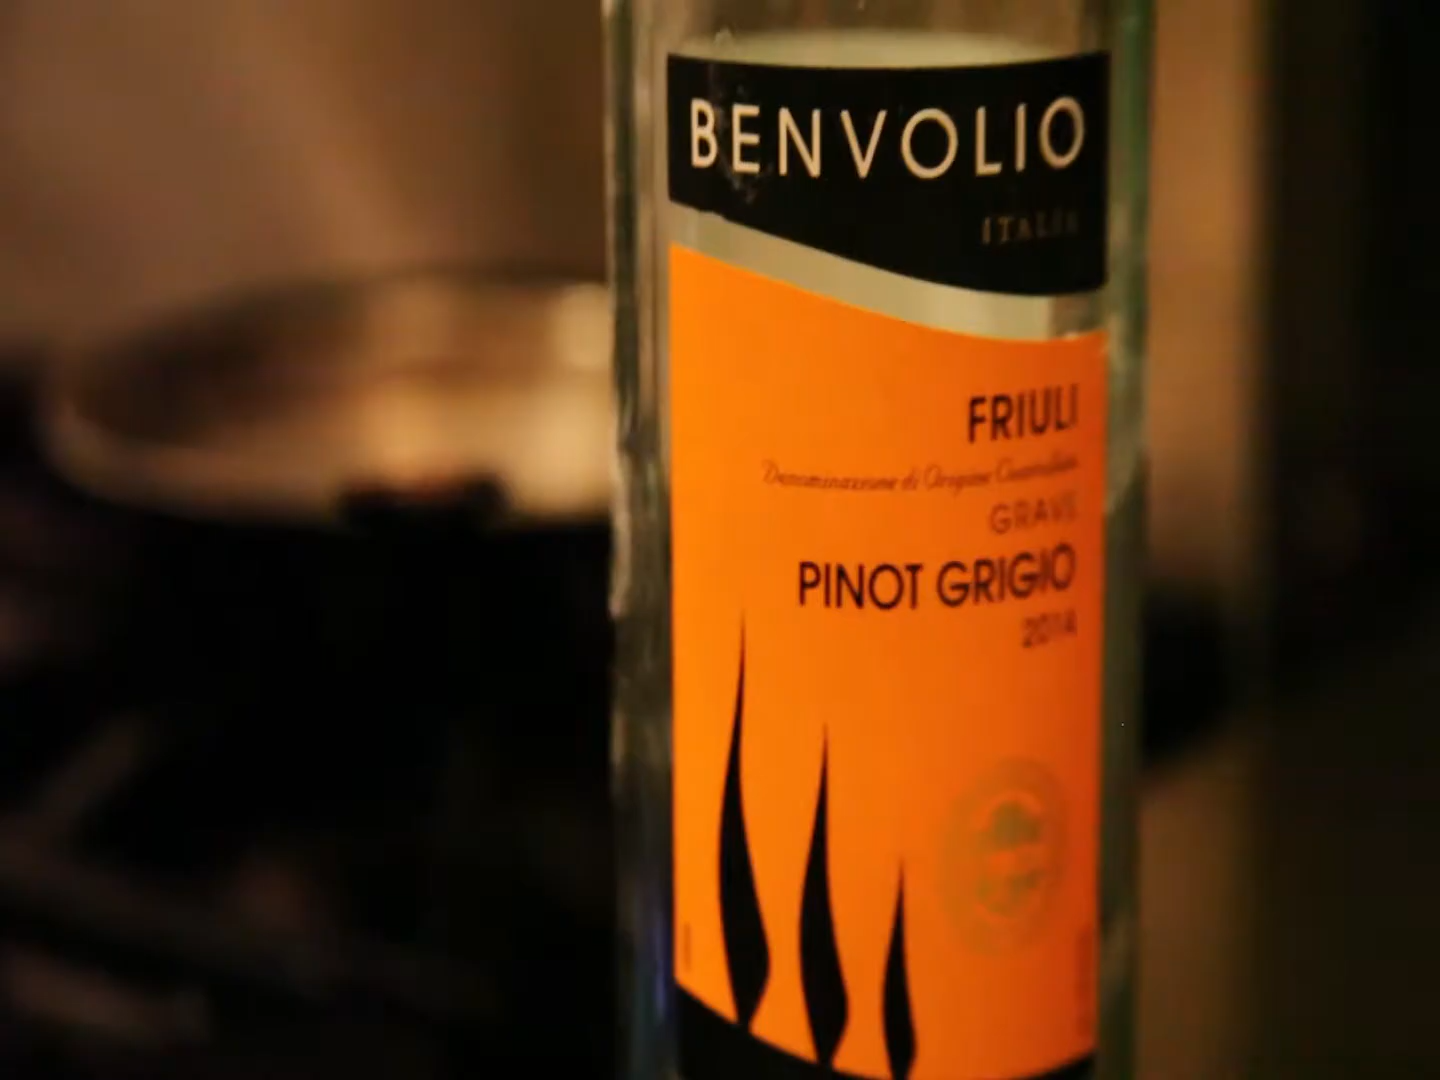 BENVOLIO
ITALIA
FRIULI
Denominazione di Origine Controllata
GRAVE
PINOT GRIGIO
2014